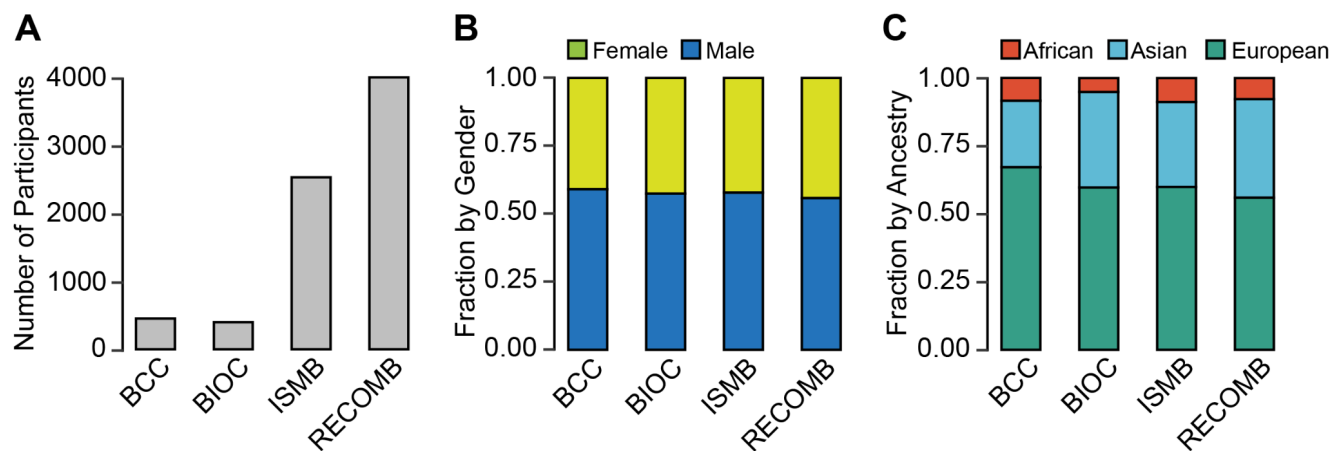 A
Number of Participants
4000
3000
2000
1000
0
BCC
BIOC
ISMB
RECOMB
B
Female Male
Fraction by Gender
1.00
0.75
0.50
0.25
0.00
BCC
BIOC
ISMB
RECOMB
C
African Asian European
Fraction by Ancestry
1.00
0.75
0.50
0.25
0.00
BCC
BIOC
ISMB
RECOMB